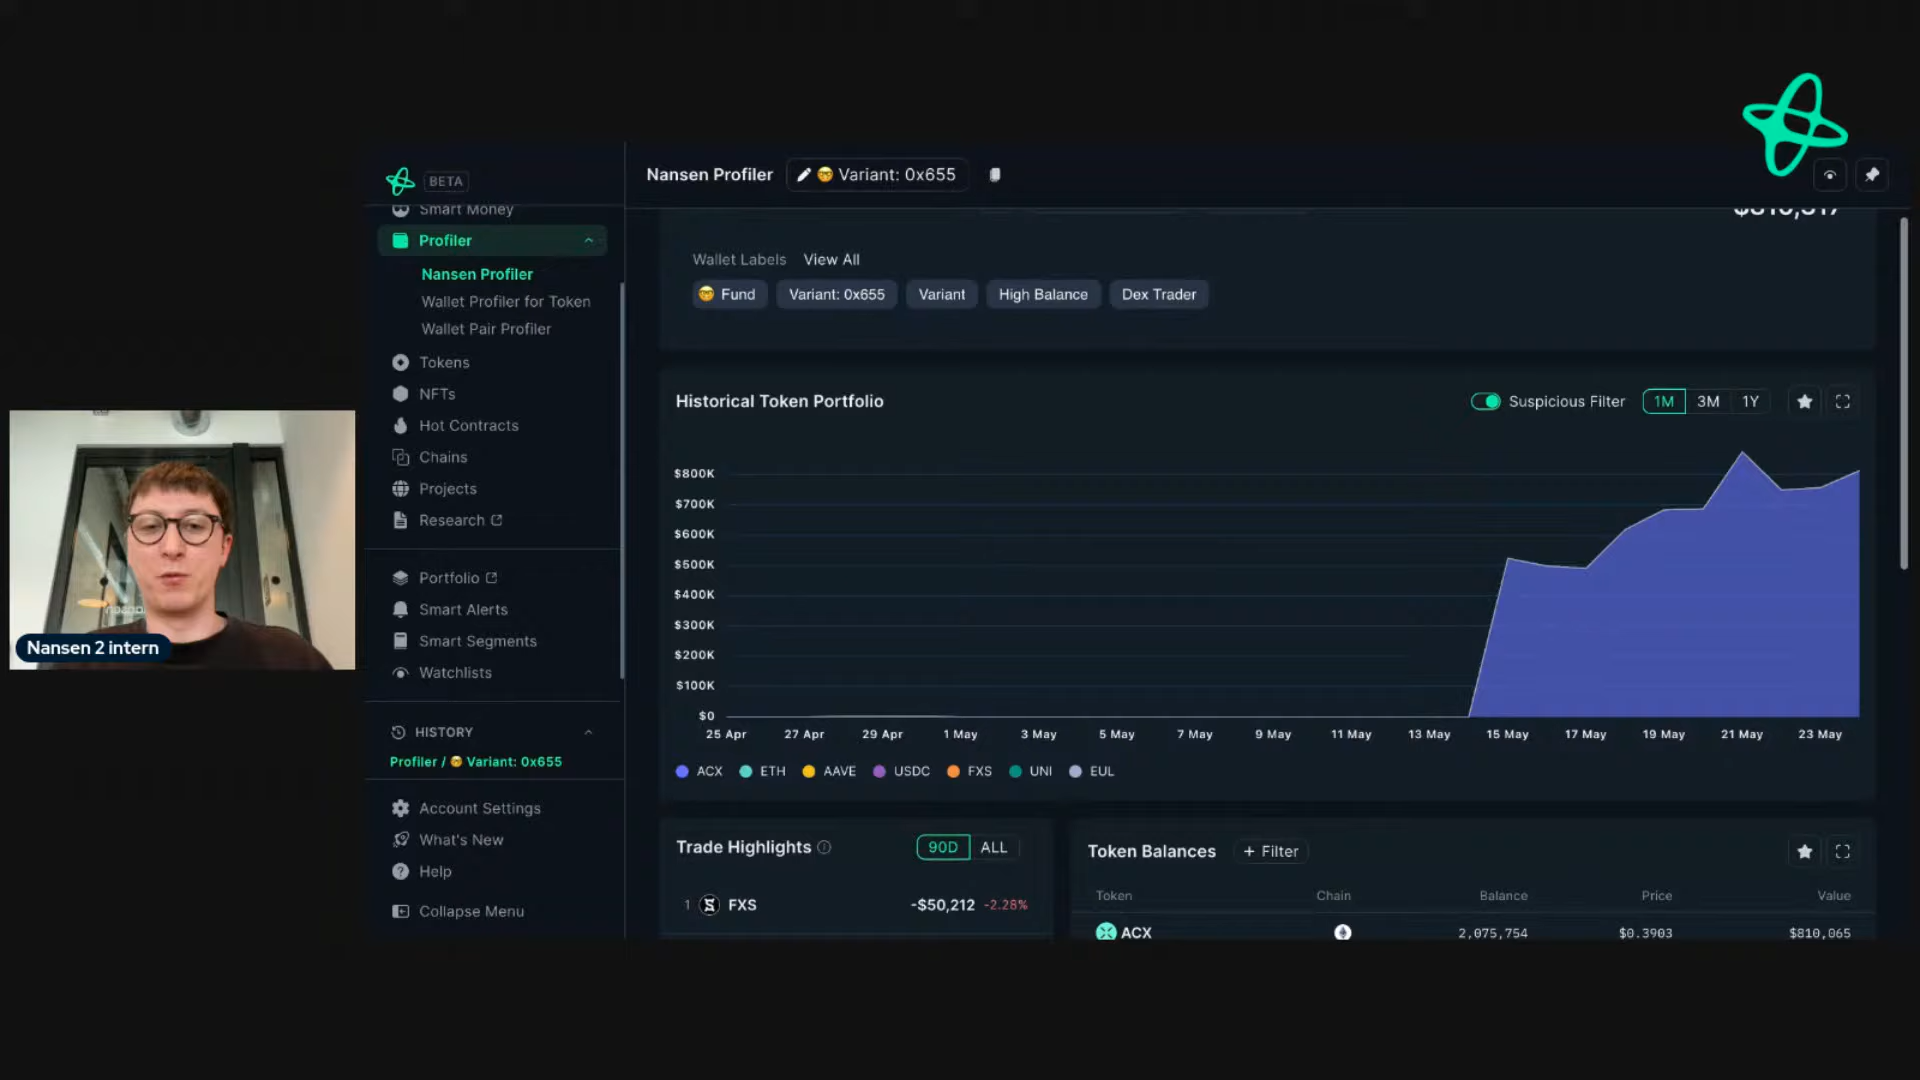 BETA
Smart Money
Profiler
Nansen Profiler
Wallet Profiler for Token
Wallet Pair Profiler
Tokens
NFTs
Hot Contracts
Chains
Projects
Research
Portfolio
Smart Alerts
Smart Segments
Watchlists
HISTORY
Profiler / 🤓 Variant: 0x655
Account Settings
What's New
Help
Collapse Menu
Nansen 2 intern
Nansen Profiler 🤓 Variant: 0x655
Wallet Labels View All
🤓 Fund Variant: 0x655 Variant High Balance Dex Trader
Historical Token Portfolio Suspicious Filter 1M 3M 1Y
$800K
$700K
$600K
$500K
$400K
$300K
$200K
$100K
$0
25 Apr 27 Apr 29 Apr 1 May 3 May 5 May 7 May 9 May 11 May 13 May 15 May 17 May 19 May 21 May 23 May
ACX ETH AAVE USDC FXS UNI EUL
Trade Highlights 90D ALL
1 FXS -$50,212 -2.28%
Token Balances + Filter
Token Chain Balance Price Value
ACX 2,075,754 $0.3903 $810,065